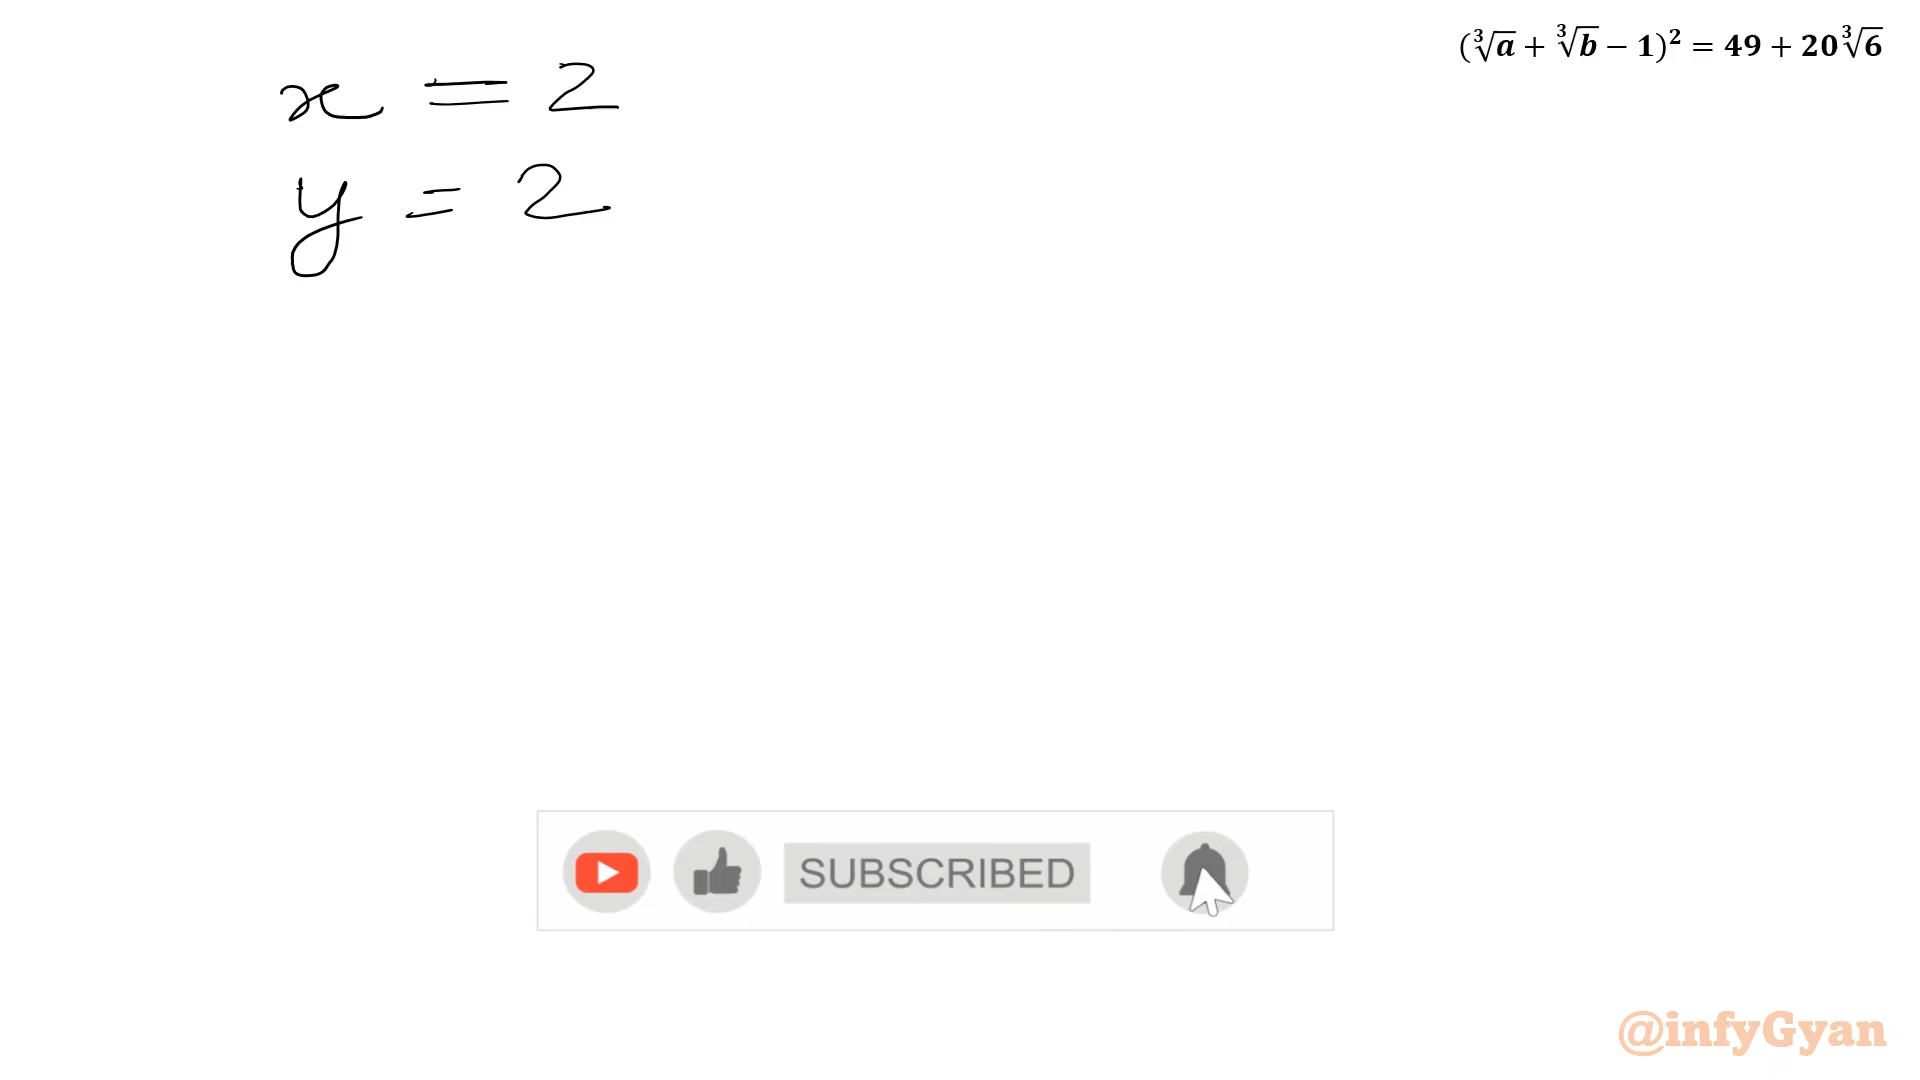 (∛a + ∛b − 1)² = 49 + 20∛6
x = 2
y = 2
SUBSCRIBED
@infyGyan